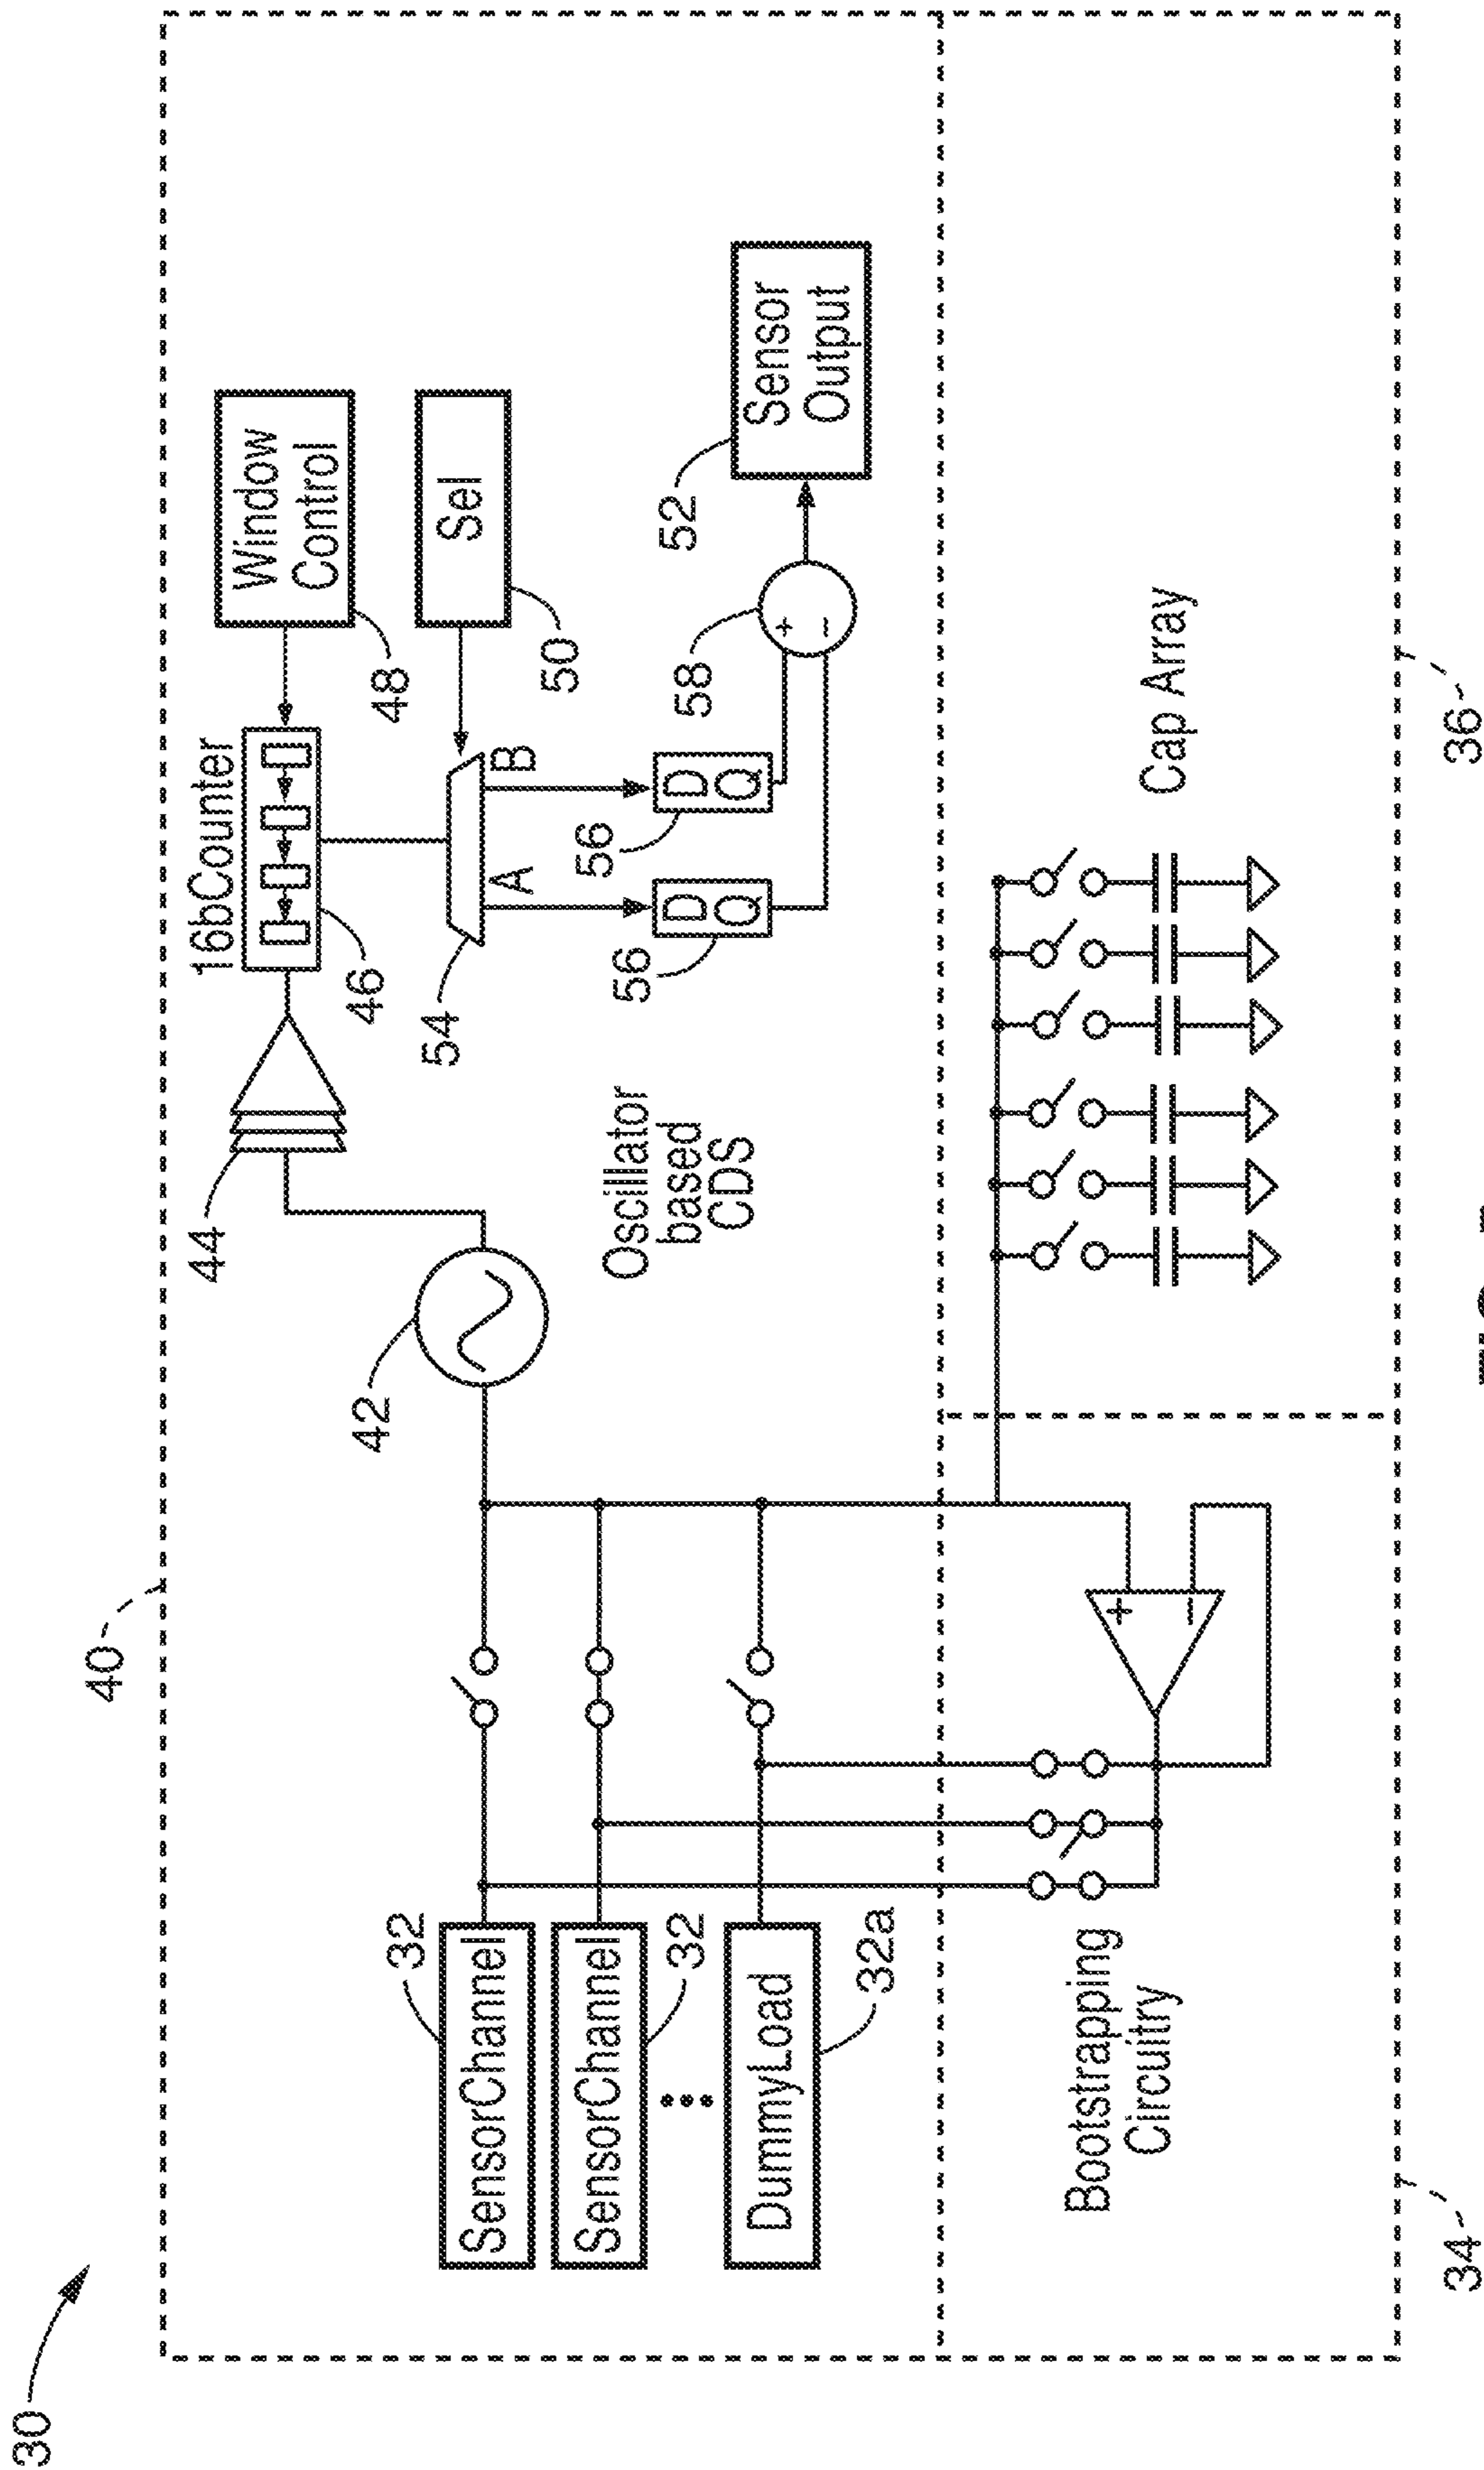 30
40
44
16bCounter
46
Window
Control
48
42
54
Sel
50
A
B
32
SensorChannel
Oscillator
based
CDS
56
D
Q
56
D
Q
58
+
−
52
Sensor
Output
SensorChannel
32
DummyLoad
32a
Bootstrapping
Circuitry
+
−
Cap Array
34
36